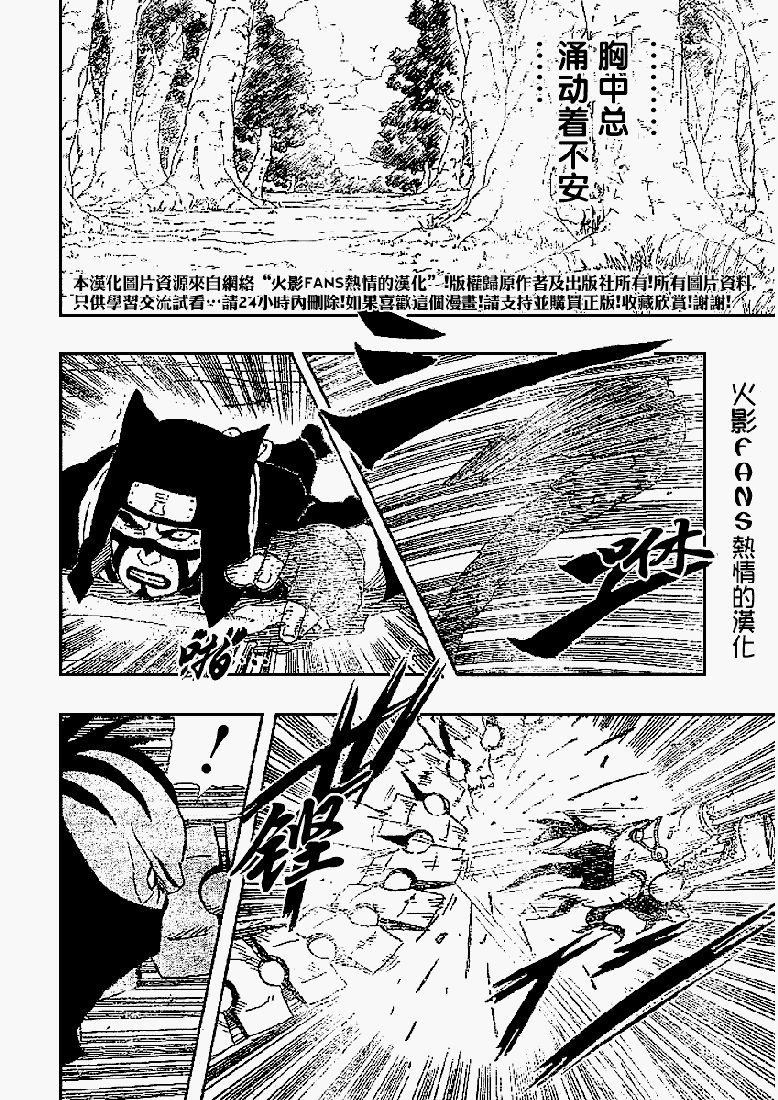 ………
胸中总
涌动着不安
……
本漢化圖片資源來自網絡“火影FANS熱情的漢化”!版權歸原作者及出版社所有!所有圖片資料,
只供學習交流試看…請24小時內刪除!如果喜歡這個漫畫!請支持並購買正版!收藏欣賞!謝謝!
火影FANS熱情的漢化
咻
啪
!
铿